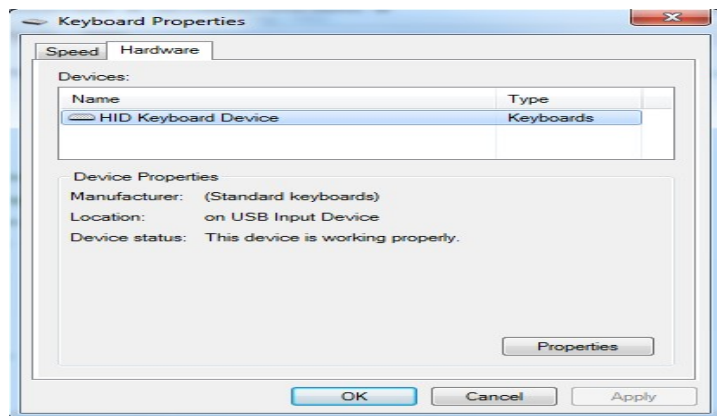 Keyboard Properties
Speed Hardware
Devices:
Name Type
HID Keyboard Device Keyboards
Device Properties
Manufacturer: (Standard keyboards)
Location: on USB Input Device
Device status: This device is working properly.
Properties
OK Cancel Apply